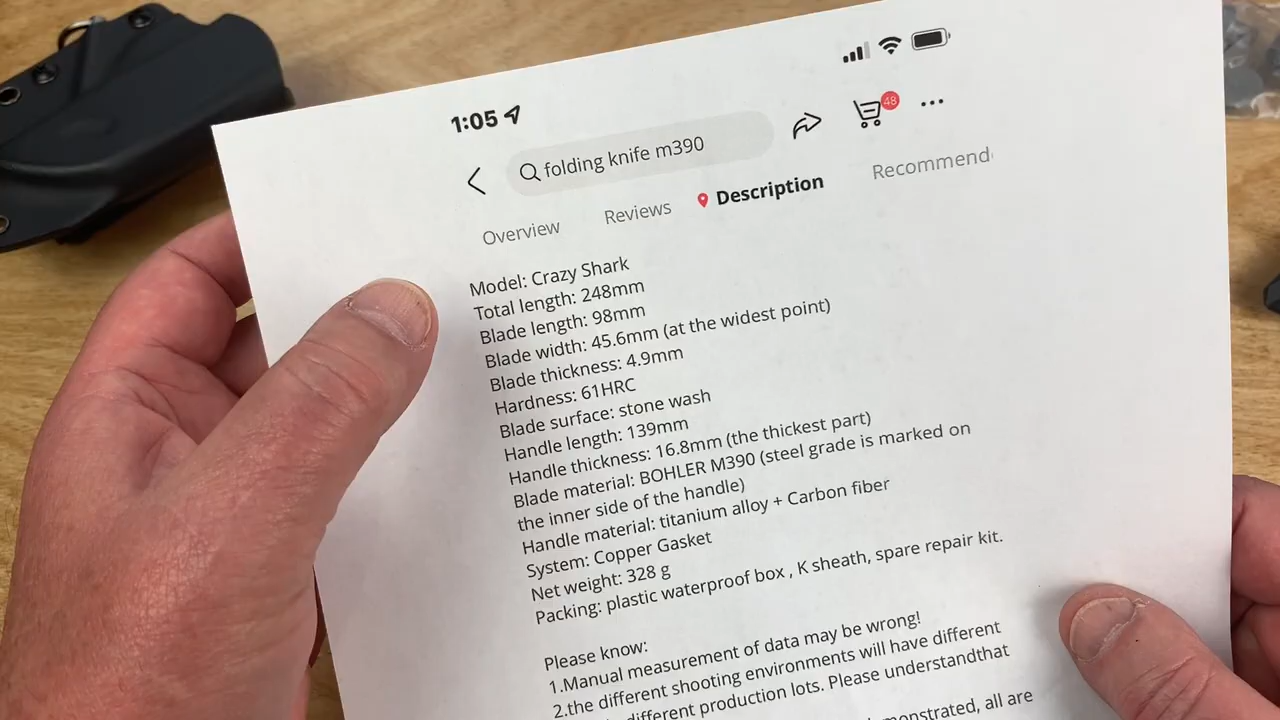 1:05
folding knife m390
48
Overview Reviews Description Recommend
Model: Crazy Shark
Total length: 248mm
Blade length: 98mm
Blade width: 45.6mm (at the widest point)
Blade thickness: 4.9mm
Hardness: 61HRC
Blade surface: stone wash
Handle length: 139mm
Handle thickness: 16.8mm (the thickest part)
Blade material: BOHLER M390 (steel grade is marked on
the inner side of the handle)
Handle material: titanium alloy + Carbon fiber
System: Copper Gasket
Net weight: 328 g
Packing: plastic waterproof box , K sheath, spare repair kit.
Please know:
1.Manual measurement of data may be wrong!
2.the different shooting environments will have different
different production lots. Please understandthat
all are